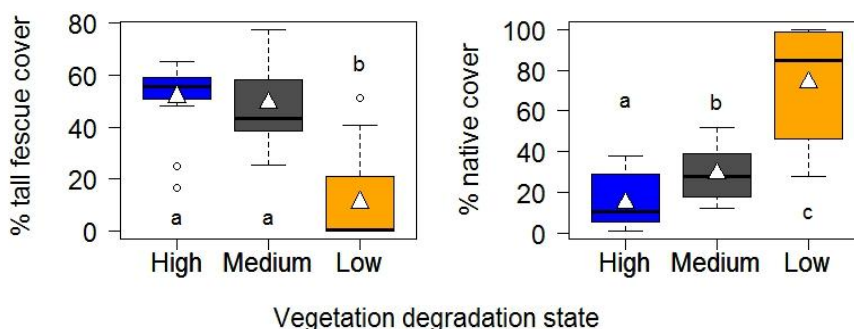 % tall fescue cover
80
60
40
20
0
b
a
a
High Medium Low
% native cover
100
80
60
40
20
0
a
b
c
High Medium Low
Vegetation degradation state